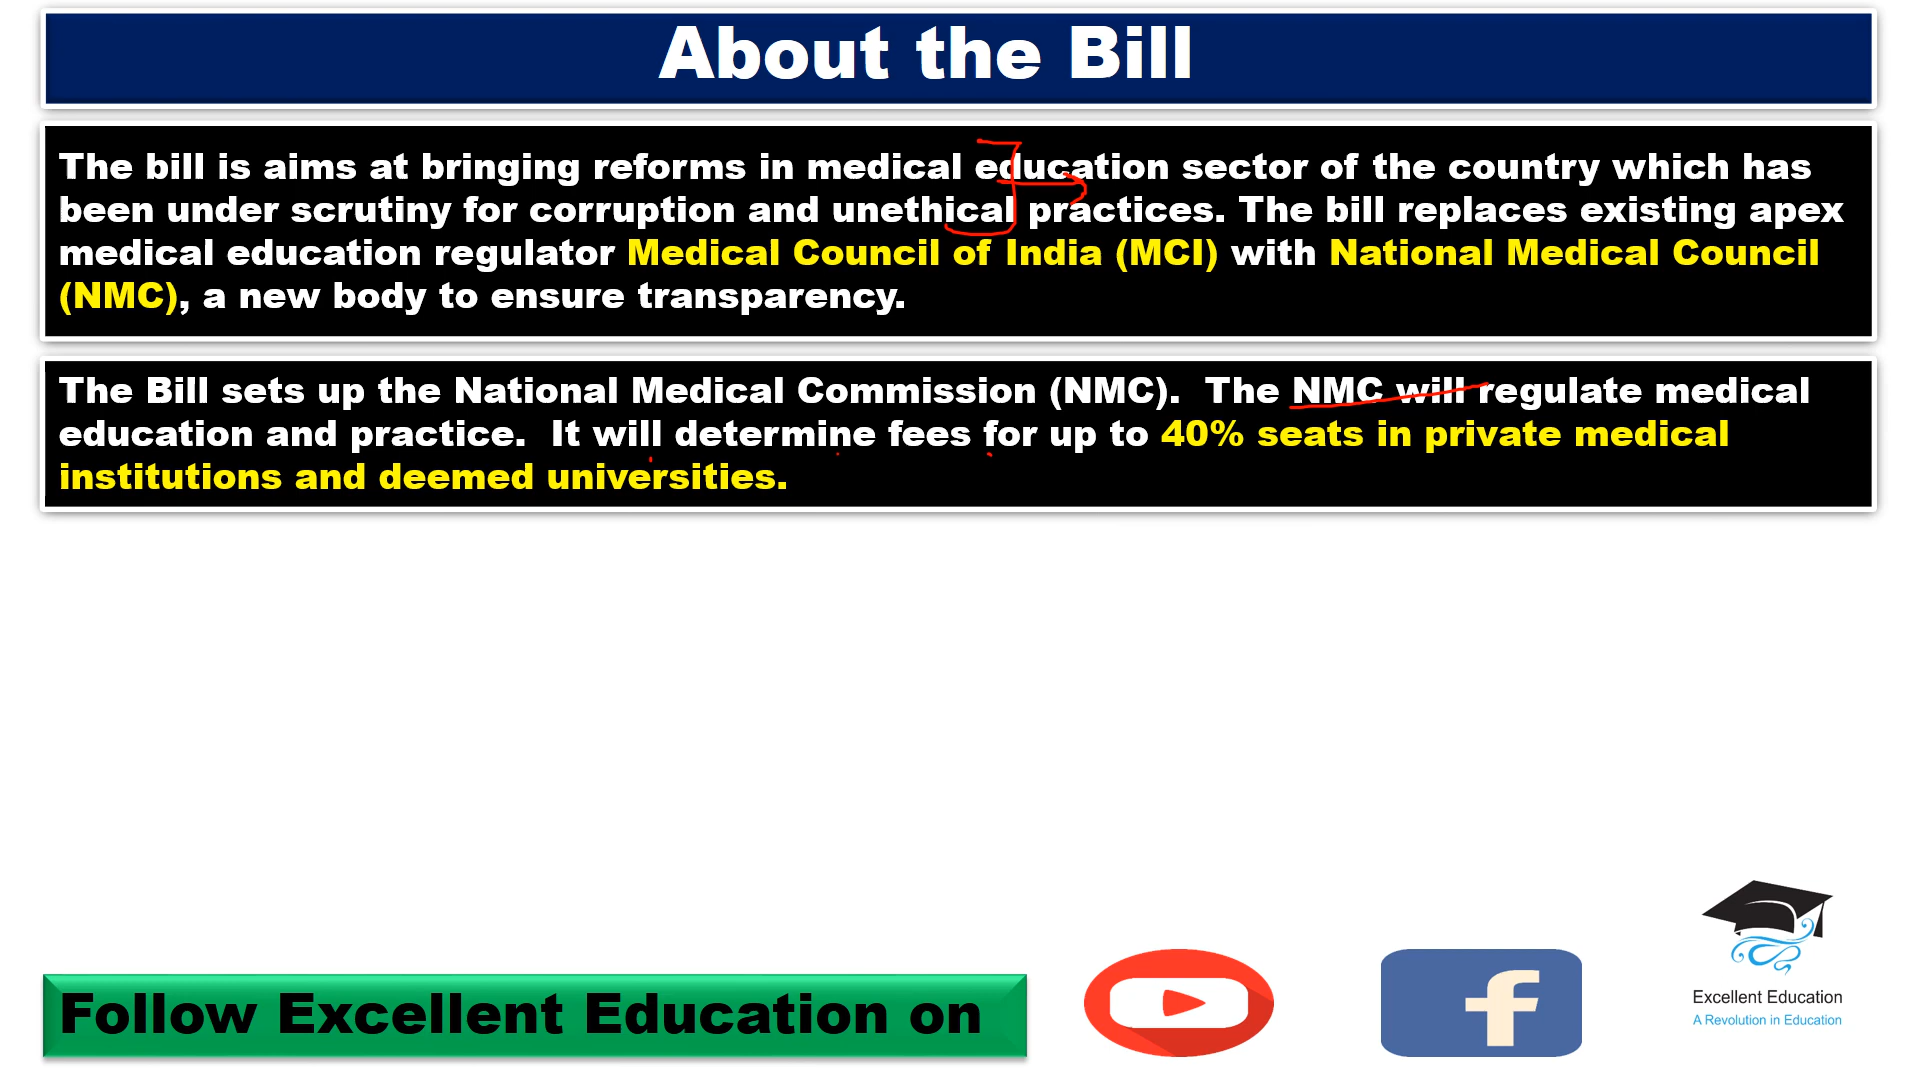 About the Bill
The bill is aims at bringing reforms in medical education sector of the country which has
been under scrutiny for corruption and unethical practices. The bill replaces existing apex
medical education regulator Medical Council of India (MCI) with National Medical Council
(NMC), a new body to ensure transparency.
The Bill sets up the National Medical Commission (NMC).  The NMC will regulate medical
education and practice.  It will determine fees for up to 40% seats in private medical
institutions and deemed universities.
Follow Excellent Education on
f
Excellent Education
A Revolution in Education